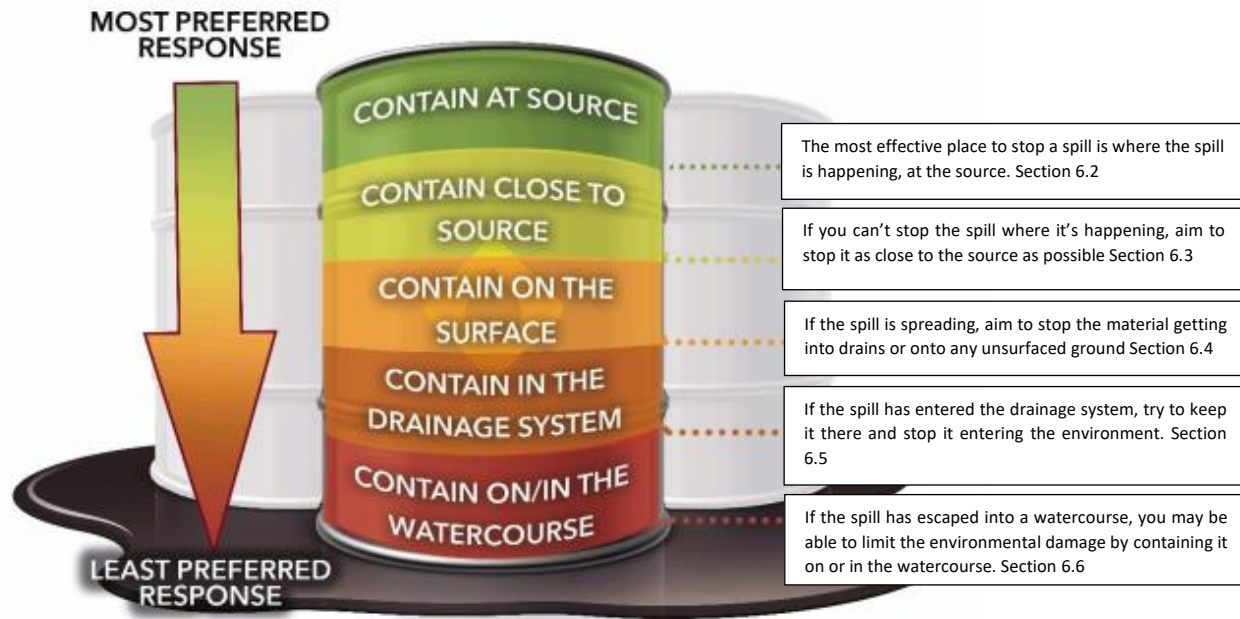 MOST PREFERRED
RESPONSE
CONTAIN AT SOURCE
CONTAIN CLOSE TO
SOURCE
CONTAIN ON THE
SURFACE
CONTAIN IN THE
DRAINAGE SYSTEM
CONTAIN ON/IN THE
WATERCOURSE
LEAST PREFERRED
RESPONSE
The most effective place to stop a spill is where the spill
is happening, at the source. Section 6.2
If you can’t stop the spill where it’s happening, aim to
stop it as close to the source as possible Section 6.3
If the spill is spreading, aim to stop the material getting
into drains or onto any unsurfaced ground Section 6.4
If the spill has entered the drainage system, try to keep
it there and stop it entering the environment. Section
6.5
If the spill has escaped into a watercourse, you may be
able to limit the environmental damage by containing it
on or in the watercourse. Section 6.6